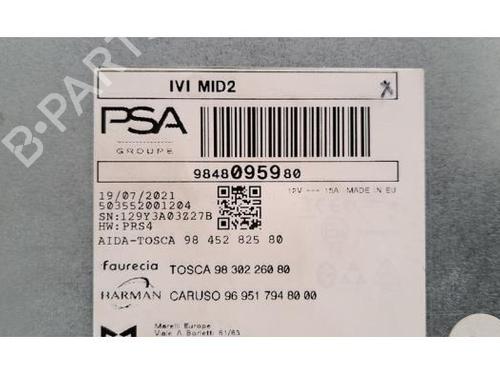 B-PARTS
IVI MID2
PSA
GROUPE
9848095980
19/07/2021
12V --- 15A MADE IN EU
503552001204
SN:129Y3A03Z27B
HW:PRS4
AIDA-TOSCA 98 452 825 80
faurecia TOSCA 98 302 260 80
HARMAN CARUSO 96 951 794 80 00
Marelli Europe
Viale A. Borletti 61/63